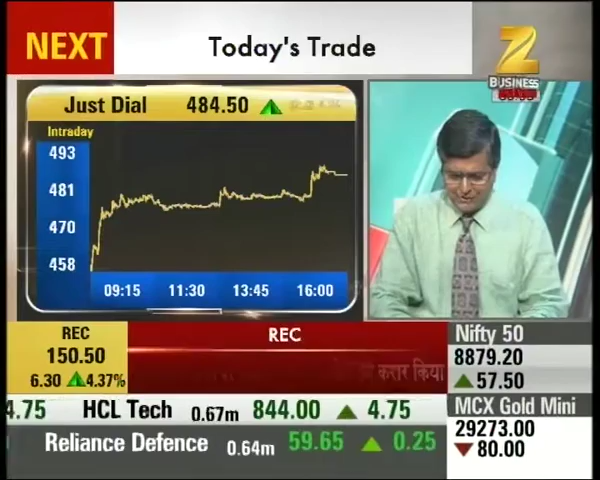 NEXT
Today's Trade
Z
BUSINESS
Just Dial 484.50
Intraday
493
481
470
458
09:15 11:30 13:45 16:00
REC
150.50
6.30 4.37%
REC
करार किया
Nifty 50
8879.20
57.50
4.75 HCL Tech 0.67m 844.00 4.75
MCX Gold Mini
29273.00
80.00
Reliance Defence 0.64m 59.65 0.25